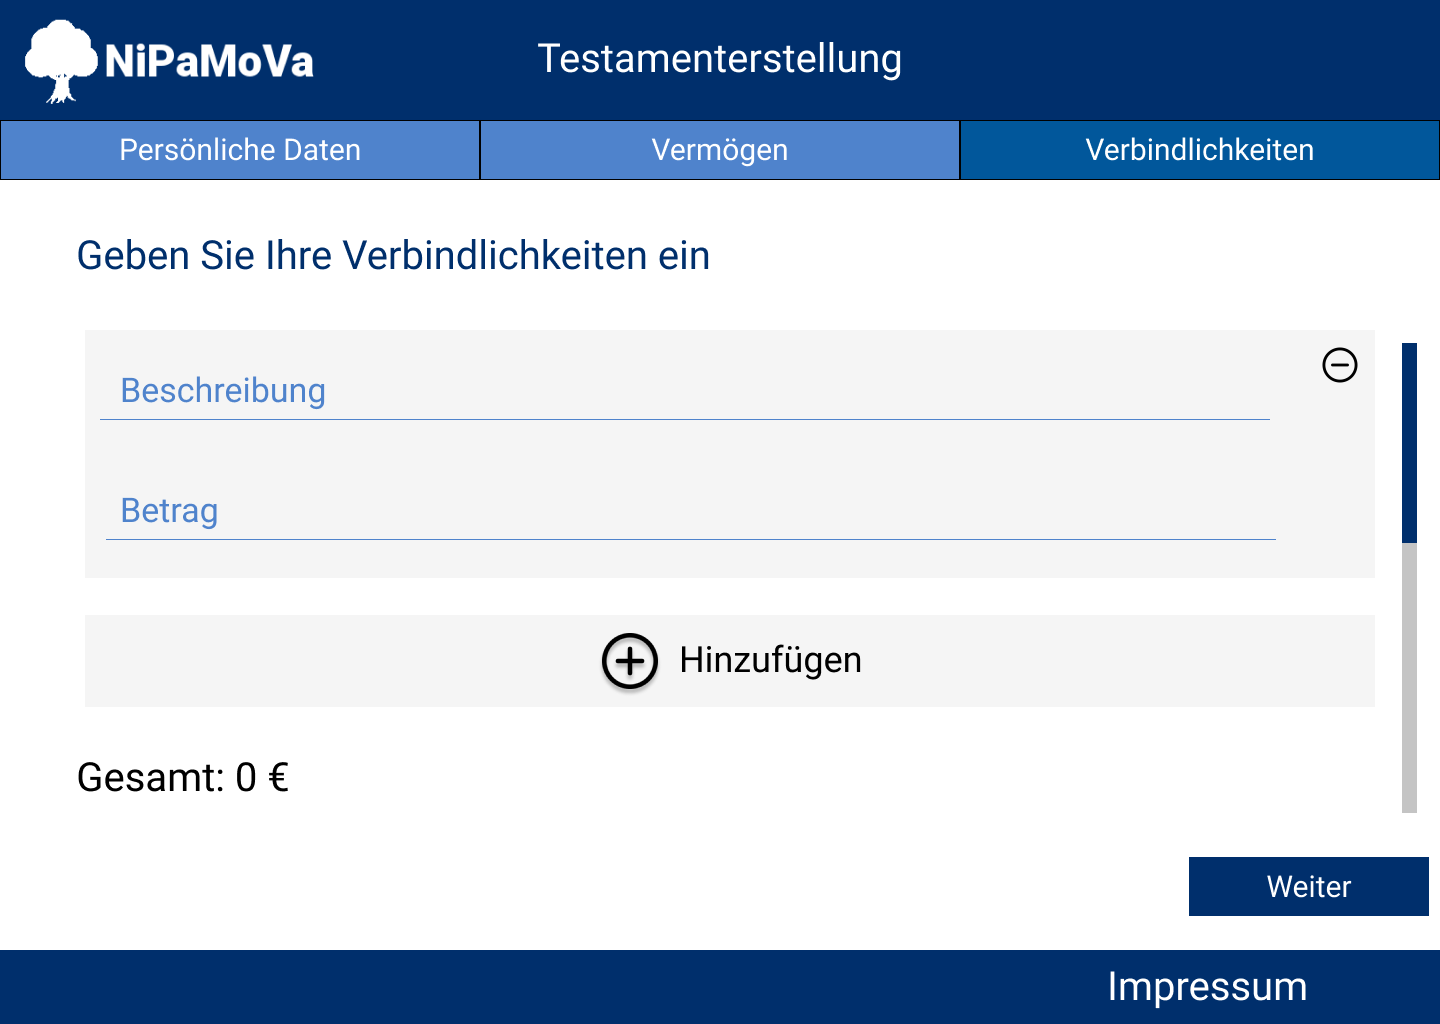 NiPaMoVa
Testamenterstellung
Persönliche Daten
Vermögen
Verbindlichkeiten
Geben Sie Ihre Verbindlichkeiten ein
Beschreibung
Betrag
Hinzufügen
Gesamt: 0 €
Weiter
Impressum